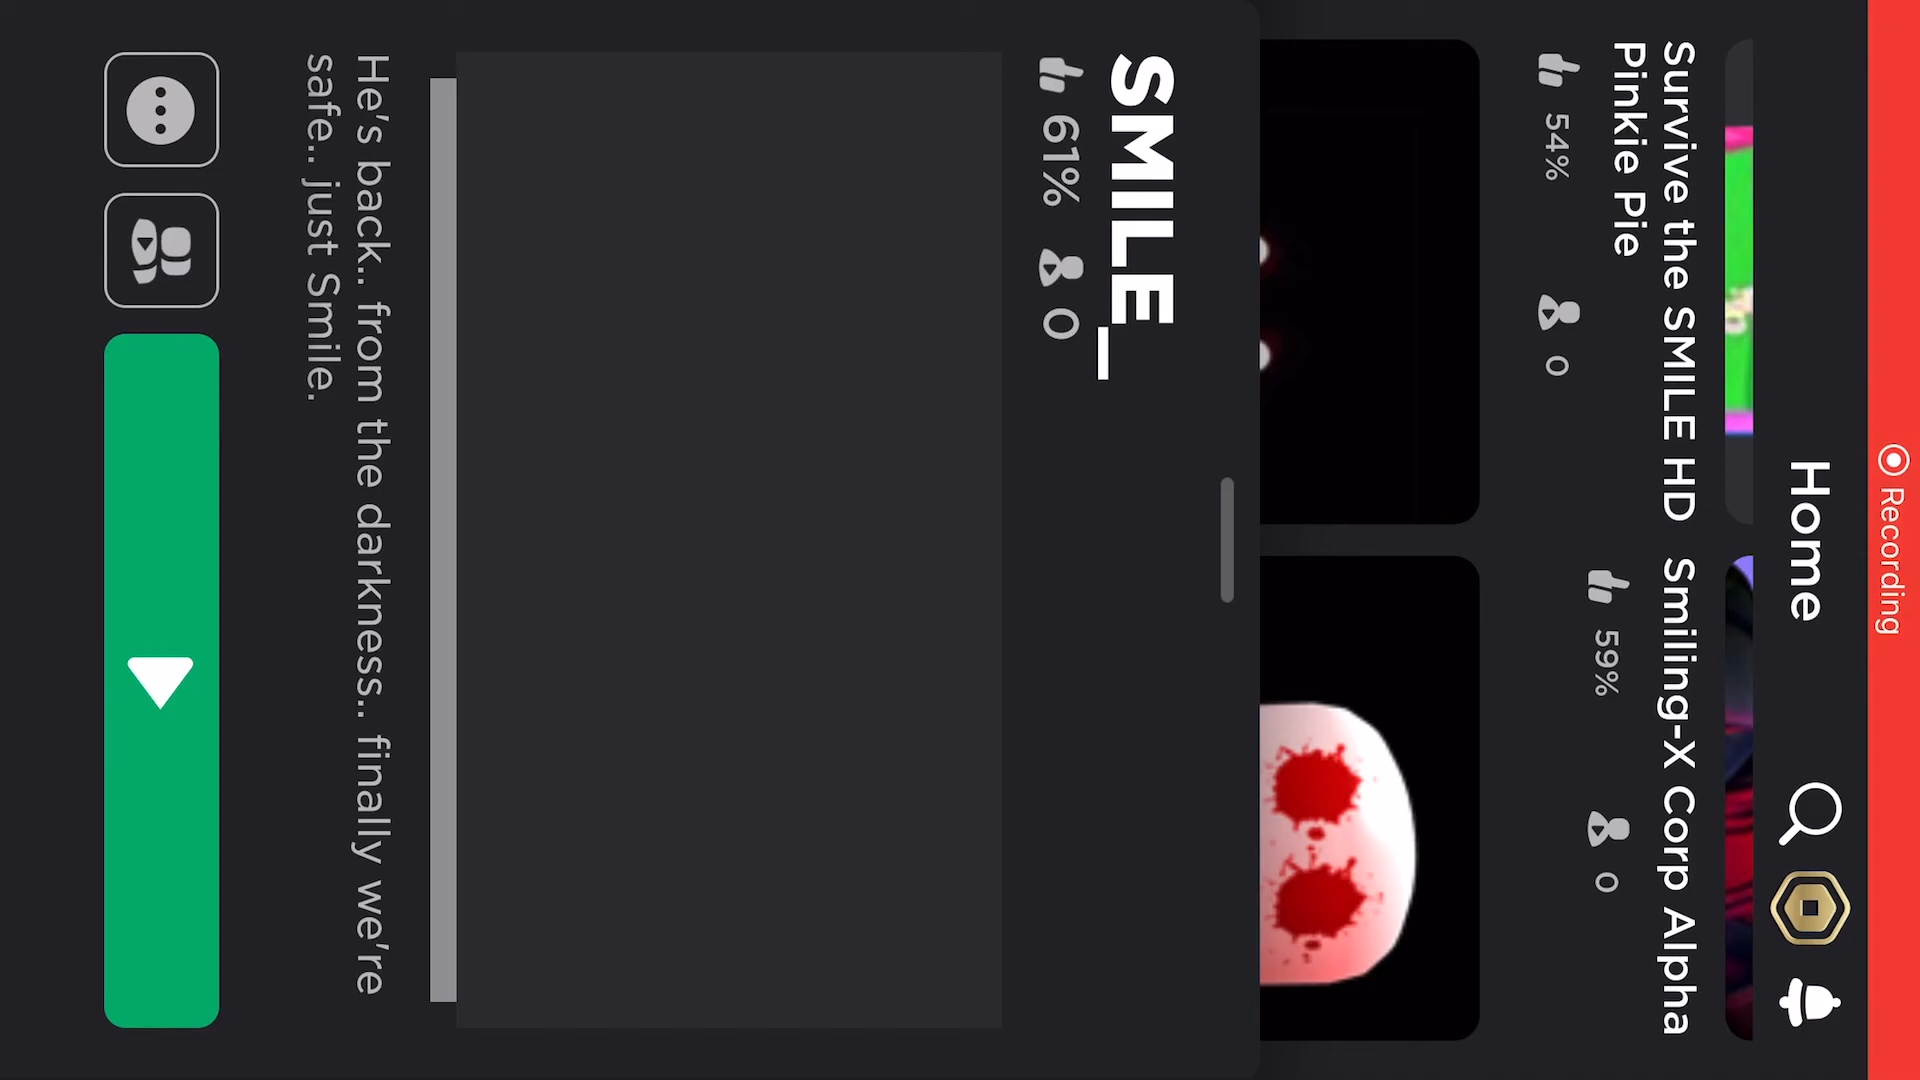 Recording
Home
Survive the SMILE HD
Pinkie Pie
54% 0
Smiling-X Corp Alpha
59% 0
SMILE_
61% 0
He's back.. from the darkness.. finally we're
safe.. just Smile.